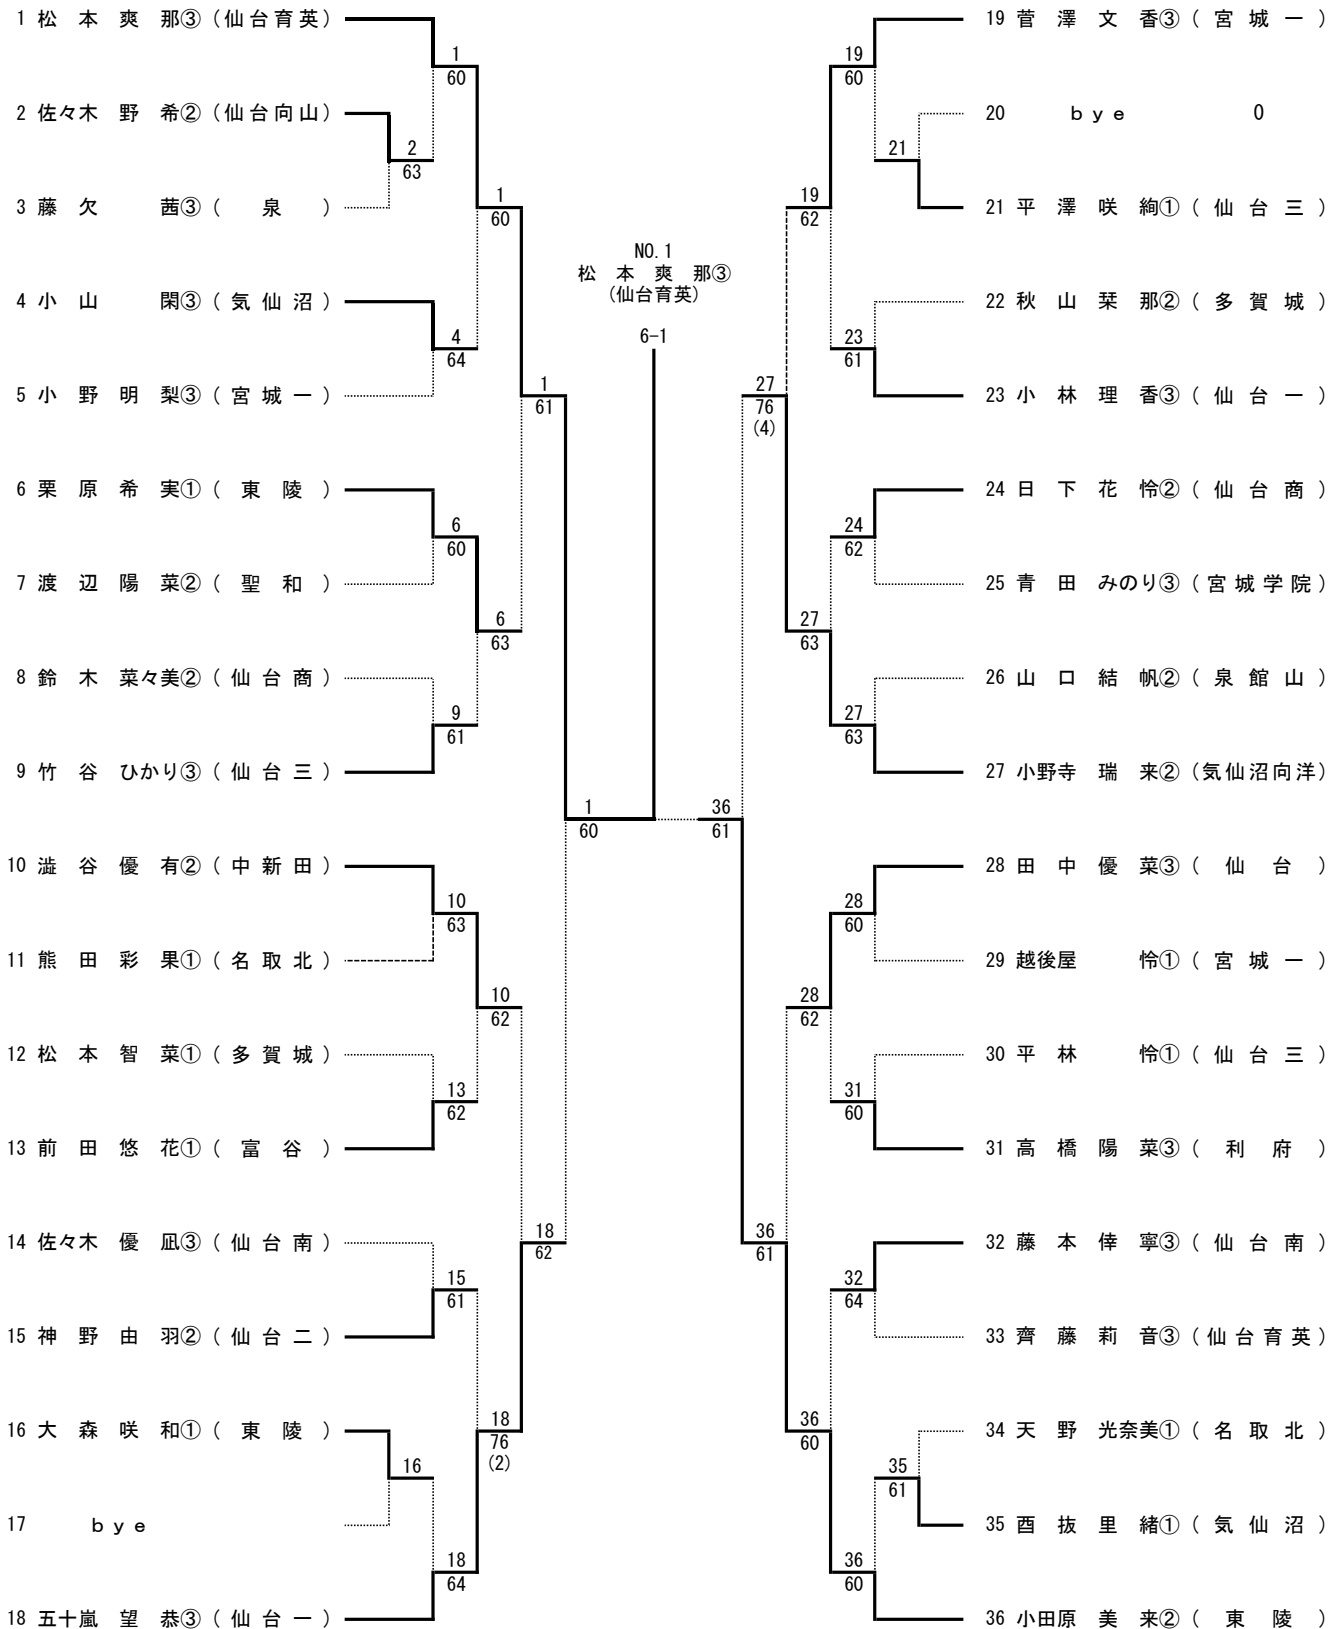 1 松本爽那③(仙台育英)
1
60
2 佐々木野希②(仙台向山)
2
63
3 藤欠茜③(泉)
1
60
4 小山閑③(気仙沼)
4
64
5 小野明梨③(宮城一)
1
61
6 栗原希実①(東陵)
6
60
7 渡辺陽菜②(聖和)
6
63
8 鈴木菜々美②(仙台商)
9
61
9 竹谷ひかり③(仙台三)
1
60
10 澁谷優有②(中新田)
10
63
11 熊田彩果①(名取北)
10
62
12 松本智菜①(多賀城)
13
62
13 前田悠花①(富谷)
18
62
14 佐々木優凪③(仙台南)
15
61
15 神野由羽②(仙台二)
18
76
(2)
16 大森咲和①(東陵)
16
17 bye
18
64
18 五十嵐望恭③(仙台一)
NO.1
松本爽那③
(仙台育英)
6-1
19 菅澤文香③(宮城一)
19
60
20 bye 0
21
21 平澤咲絢①(仙台三)
19
62
22 秋山栞那②(多賀城)
23
61
23 小林理香③(仙台一)
27
76
(4)
24 日下花怜②(仙台商)
24
62
25 青田みのり③(宮城学院)
27
63
26 山口結帆②(泉館山)
27
63
27 小野寺瑞来②(気仙沼向洋)
36
61
28 田中優菜③(仙台)
28
60
29 越後屋怜①(宮城一)
28
62
30 平林怜①(仙台三)
31
60
31 高橋陽菜③(利府)
36
61
32 藤本倖寧③(仙台南)
32
64
33 齊藤莉音③(仙台育英)
36
60
34 天野光奈美①(名取北)
35
61
35 酉抜里緒①(気仙沼)
36
60
36 小田原美来②(東陵)